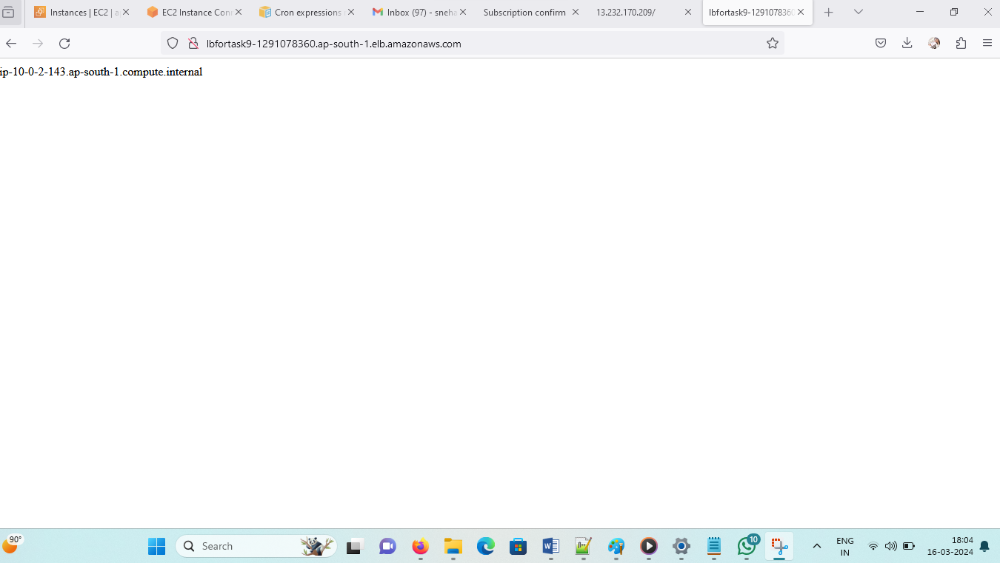 Instances | EC2 | a
EC2 Instance Con
Cron expressions
Inbox (97) - sneha
Subscription confirm
13.232.170.209/
lbfortask9-1291078360
lbfortask9-1291078360.ap-south-1.elb.amazonaws.com
ip-10-0-2-143.ap-south-1.compute.internal
90°
Search
10
ENG
IN
18:04
16-03-2024